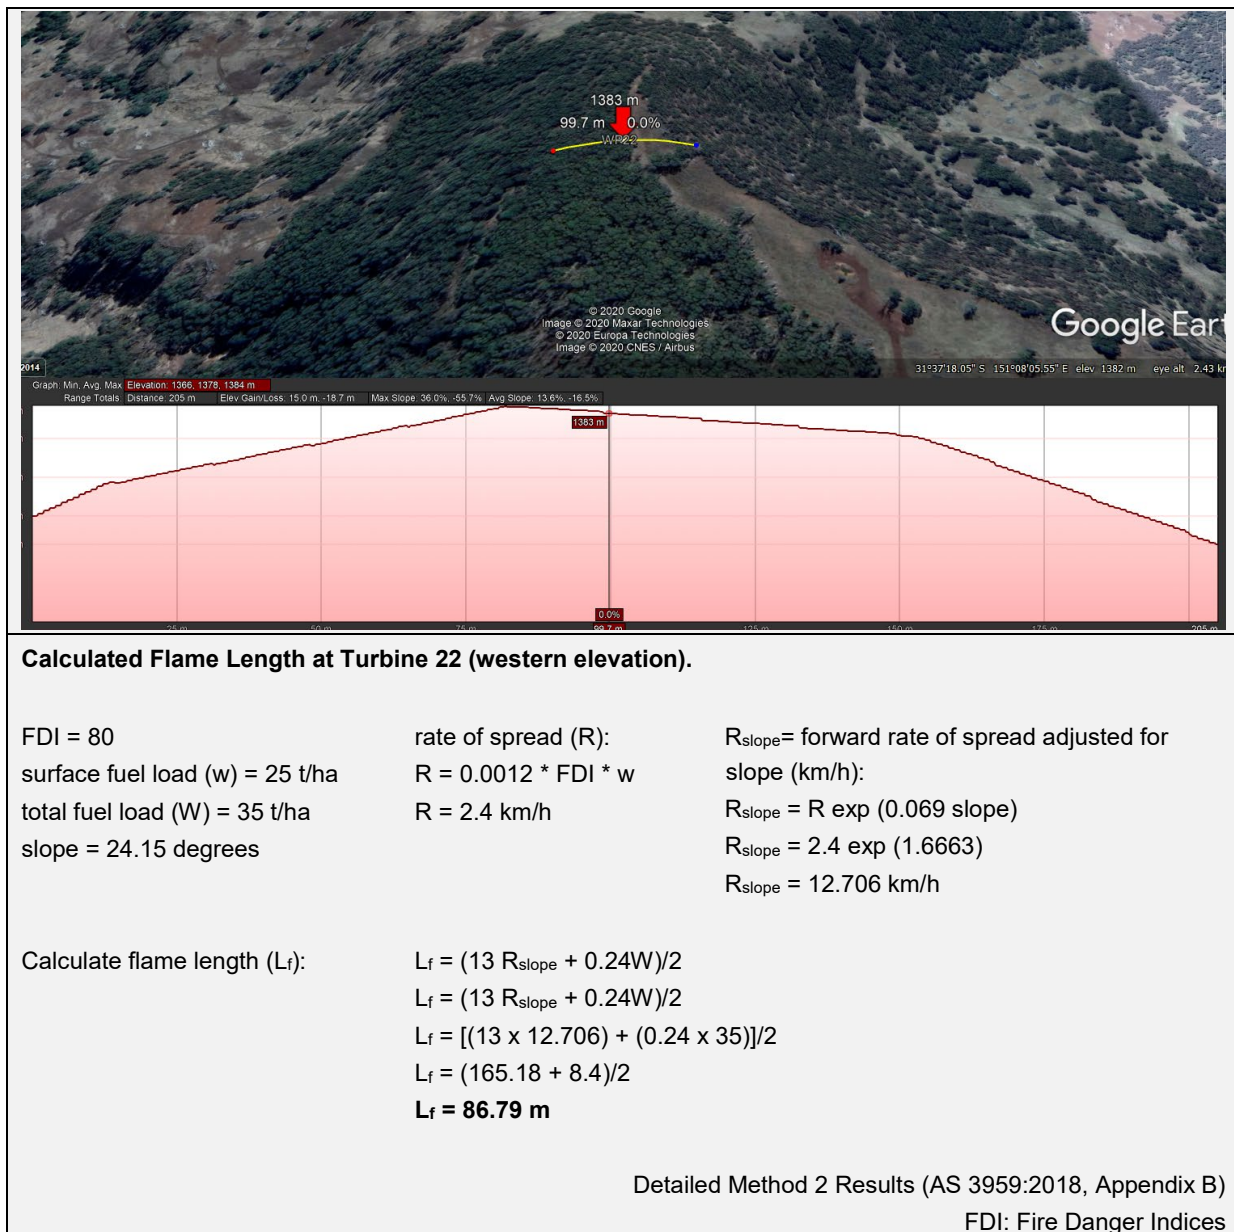 1383 m
99.7 m 0.0%
WP22
© 2020 Google
Image © 2020 Maxar Technologies
© 2020 Europa Technologies
Image © 2020 CNES / Airbus
Google Eart
2014
31°37'18.05" S 151°08'05.55" E elev 1382 m eye alt 2.43 km
Graph: Min, Avg, Max Elevation: 1366, 1378, 1384 m
Range Totals: Distance: 205 m Elev Gain/Loss: 15.0 m, -18.7 m Max Slope: 36.0%, -55.7% Avg Slope: 13.6%, -16.5%
1383 m
0.0%
25 m 50 m 75 m 99.7 m 125 m 150 m 175 m 205 m
Calculated Flame Length at Turbine 22 (western elevation).
FDI = 80
surface fuel load (w) = 25 t/ha
total fuel load (W) = 35 t/ha
slope = 24.15 degrees
rate of spread (R):
R = 0.0012 * FDI * w
R = 2.4 km/h
Rslope= forward rate of spread adjusted for
slope (km/h):
Rslope = R exp (0.069 slope)
Rslope = 2.4 exp (1.6663)
Rslope = 12.706 km/h
Calculate flame length (Lf):
Lf = (13 Rslope + 0.24W)/2
Lf = (13 Rslope + 0.24W)/2
Lf = [(13 x 12.706) + (0.24 x 35)]/2
Lf = (165.18 + 8.4)/2
Lf = 86.79 m
Detailed Method 2 Results (AS 3959:2018, Appendix B)
FDI: Fire Danger Indices